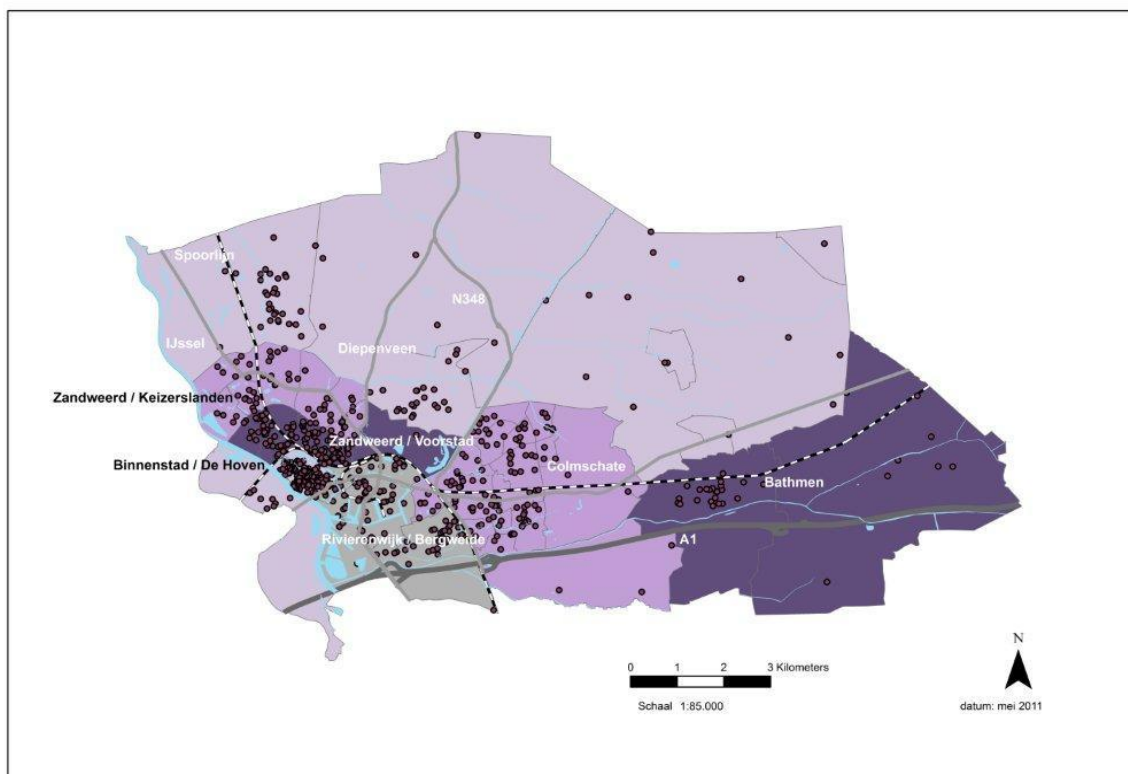 Spoorlijn
N348
IJssel
Diepenveen
Zandweerd / Keizerslanden
Zandweerd / Voorstad
Binnenstad / De Hoven
Colmschate
Bathmen
Rivierenwijk / Bergweide
A1
N
0 1 2 3 Kilometers
Schaal 1:85.000
datum: mei 2011